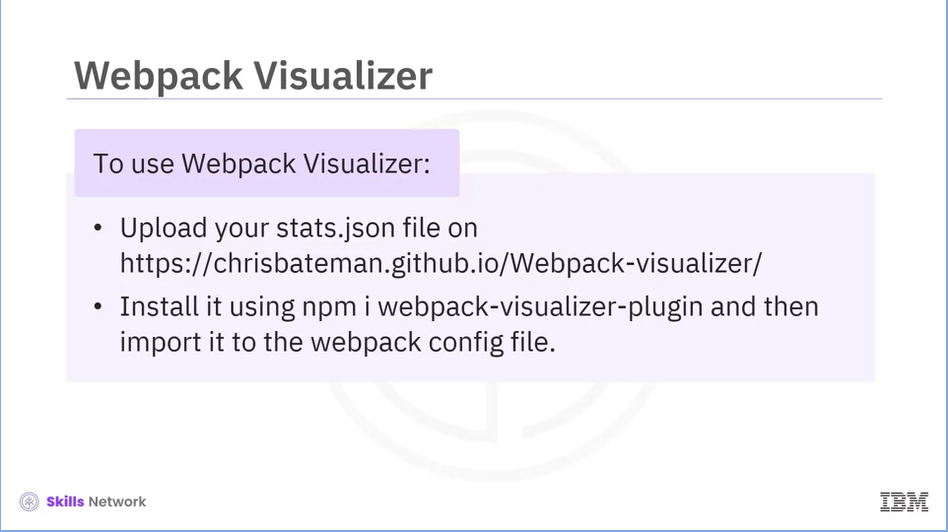 Webpack Visualizer
To use Webpack Visualizer:
• Upload your stats.json file on
https://chrisbateman.github.io/Webpack-visualizer/
• Install it using npm i webpack-visualizer-plugin and then
import it to the webpack config file.
Skills Network
IBM